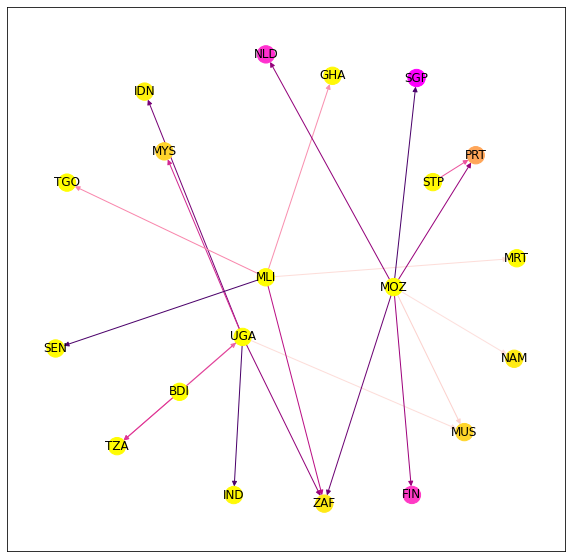 NLD
GHA
SGP
IDN
MYS
PRT
TGO
STP
MRT
MLI
MOZ
UGA
SEN
NAM
BDI
MUS
TZA
IND
ZAF
FIN